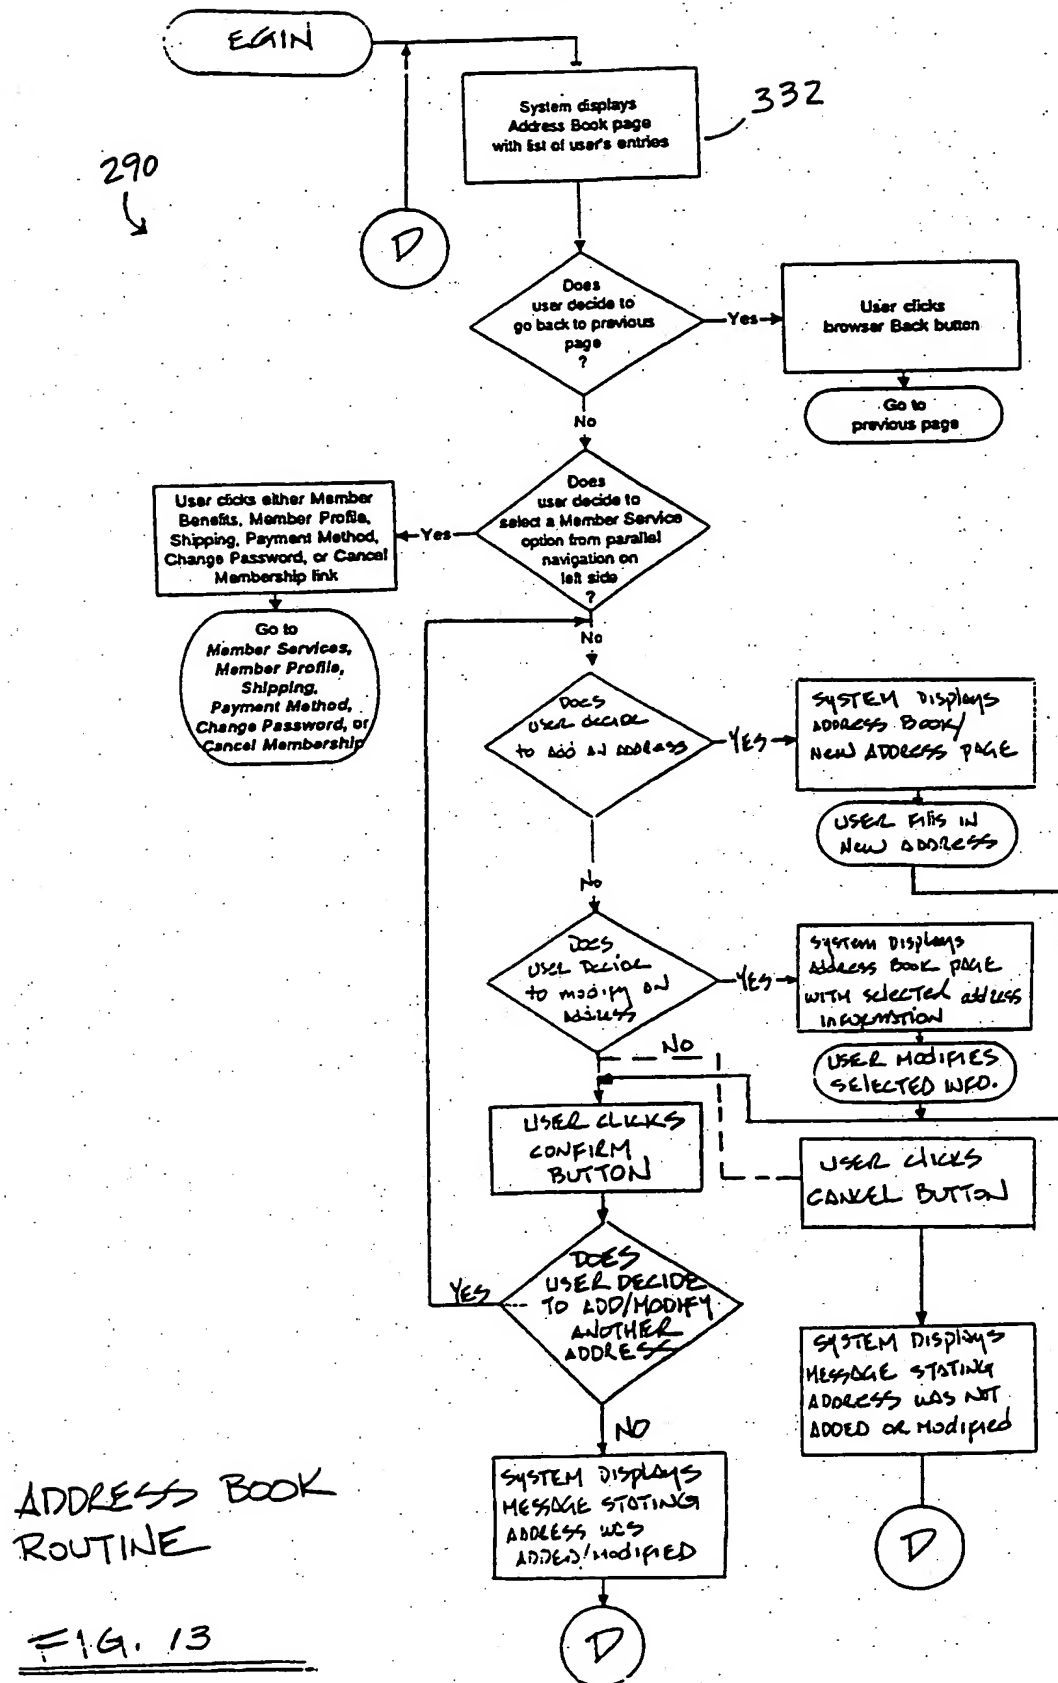 EGIN
System displays
Address Book page
with list of user's entries
332
290
D
Does
user decide to
go back to previous
page
?
Yes
User clicks
browser Back button
Go to
previous page
No
Does
user decide to
select a Member Service
option from parallel
navigation on
left side
?
Yes
User clicks either Member
Benefits, Member Profile,
Shipping, Payment Method,
Change Password, or Cancel
Membership link
Go to
Member Services,
Member Profile,
Shipping,
Payment Method,
Change Password, or
Cancel Membership
No
DOES
USER DECIDE
TO ADD AN ADDRESS
YES
SYSTEM DISPLAYS
ADDRESS BOOK/
NEW ADDRESS PAGE
USER FILLS IN
NEW ADDRESS
NO
DOES
USER DECIDE
TO MODIFY AN
ADDRESS
YES
SYSTEM DISPLAYS
ADDRESS BOOK PAGE
WITH SELECTED ADDRESS
INFORMATION
USER MODIFIES
SELECTED INFO.
NO
USER CLICKS
CONFIRM
BUTTON
USER CLICKS
CANCEL BUTTON
DOES
USER DECIDE
TO ADD/MODIFY
ANOTHER
ADDRESS
YES
NO
SYSTEM DISPLAYS
MESSAGE STATING
ADDRESS WAS NOT
ADDED OR MODIFIED
SYSTEM DISPLAYS
MESSAGE STATING
ADDRESS WAS
ADDED/MODIFIED
D
D
ADDRESS BOOK
ROUTINE
FIG. 13